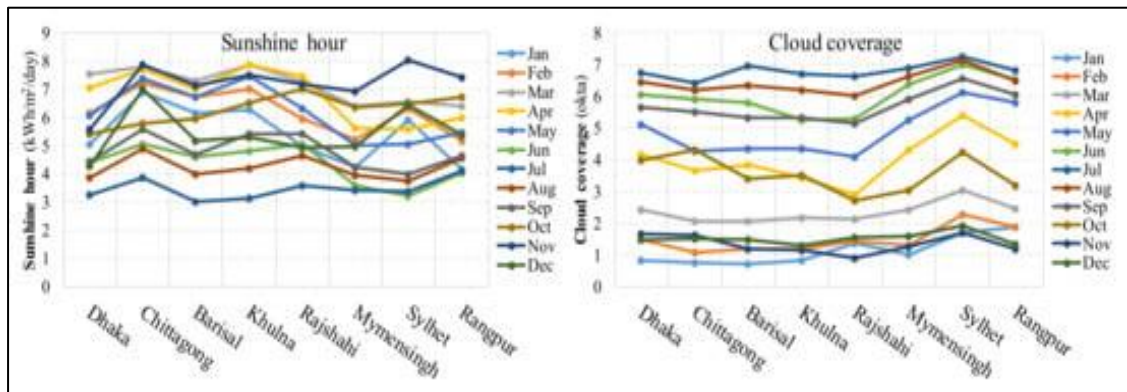 Sunshine hour
Sunshine hour (kWh/m²/day)
9
8
7
6
5
4
3
2
1
0
Dhaka
Chittagong
Barisal
Khulna
Rajshahi
Mymensingh
Sylhet
Rangpur
Jan
Feb
Mar
Apr
May
Jun
Jul
Aug
Sep
Oct
Nov
Dec
Cloud coverage
Cloud coverage (okta)
8
7
6
5
4
3
2
1
0
Dhaka
Chittagong
Barisal
Khulna
Rajshahi
Mymensingh
Sylhet
Rangpur
Jan
Feb
Mar
Apr
May
Jun
Jul
Aug
Sep
Oct
Nov
Dec